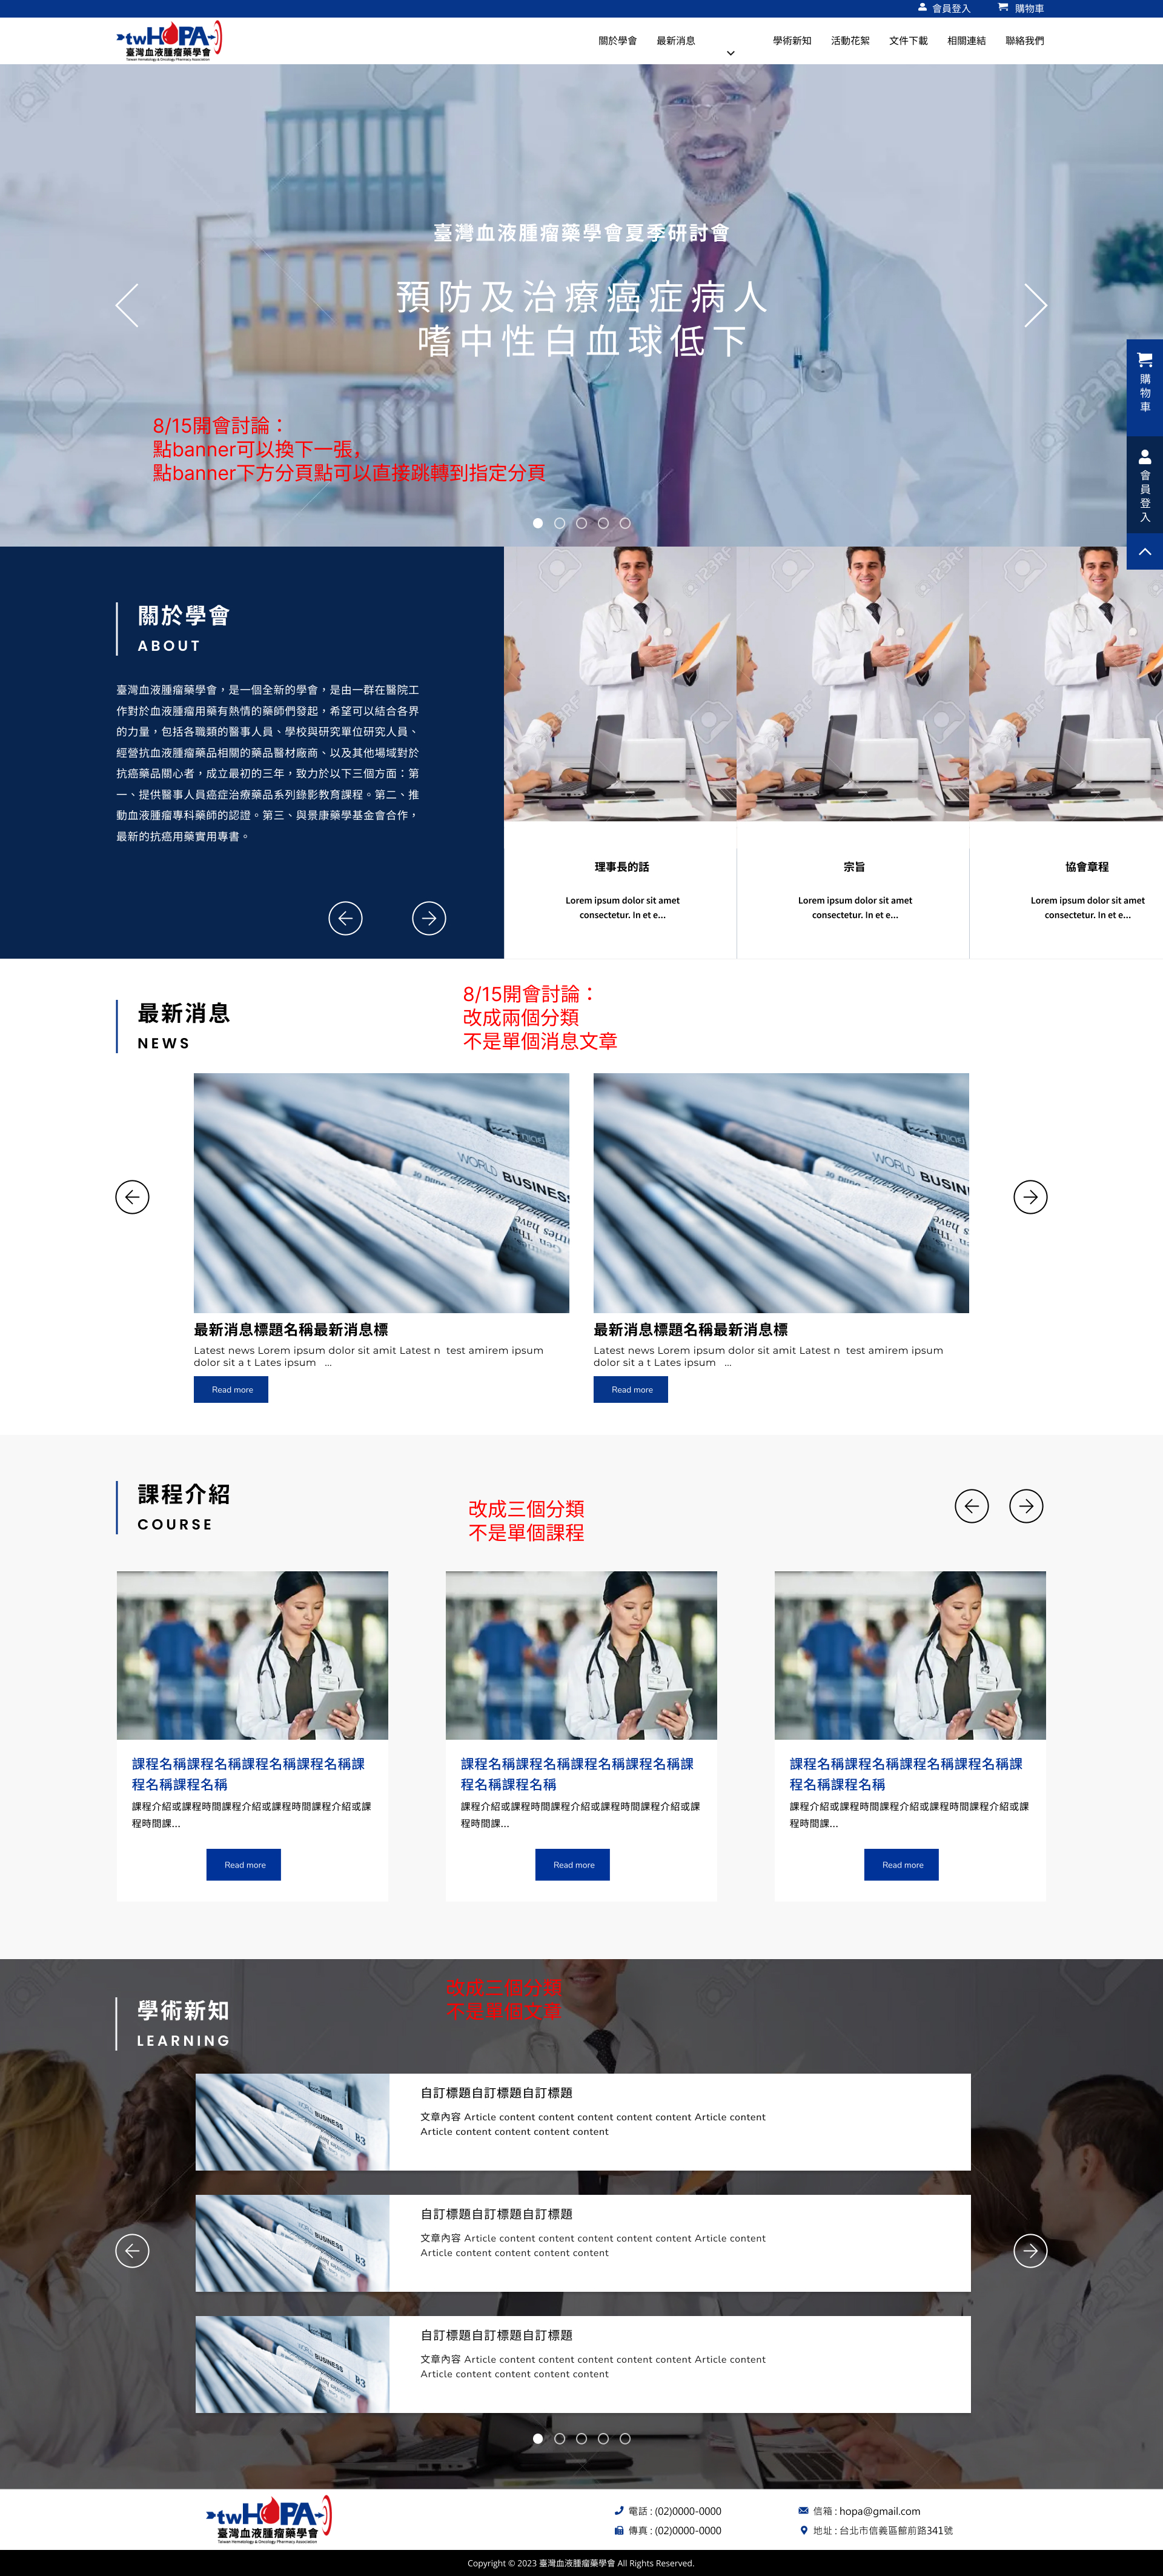 會員登入
購物車
twHOPA
臺灣血液腫瘤藥學會
Taiwan Hematology & Oncology Pharmacy Association
關於學會
最新消息
學術新知
活動花絮
文件下載
相關連結
聯絡我們
臺灣血液腫瘤藥學會夏季研討會
預防及治療癌症病人
嗜中性白血球低下
購物車
會員登入
8/15開會討論：
點banner可以換下一張，
點banner下方分頁點可以直接跳轉到指定分頁
關於學會
ABOUT
臺灣血液腫瘤藥學會，是一個全新的學會，是由一群在醫院工
作對於血液腫瘤用藥有熱情的藥師們發起，希望可以結合各界
的力量，包括各職類的醫事人員、學校與研究單位研究人員、
經營抗血液腫瘤藥品相關的藥品醫材廠商、以及其他場域對於
抗癌藥品關心者，成立最初的三年，致力於以下三個方面：第
一、提供醫事人員癌症治療藥品系列錄影教育課程。第二、推
動血液腫瘤專科藥師的認證。第三、與景康藥學基金會合作，
最新的抗癌用藥實用專書。
理事長的話
Lorem ipsum dolor sit amet
consectetur. In et e...
宗旨
Lorem ipsum dolor sit amet
consectetur. In et e...
協會章程
Lorem ipsum dolor sit amet
consectetur. In et e...
最新消息
NEWS
8/15開會討論：
改成兩個分類
不是單個消息文章
WORLD BUSINESS
WORLD BUSINESS
最新消息標題名稱最新消息標
Latest news Lorem ipsum dolor sit amit Latest n test amirem ipsum
dolor sit a t Lates ipsum ...
Read more
最新消息標題名稱最新消息標
Latest news Lorem ipsum dolor sit amit Latest n test amirem ipsum
dolor sit a t Lates ipsum ...
Read more
課程介紹
COURSE
改成三個分類
不是單個課程
課程名稱課程名稱課程名稱課程名稱課
程名稱課程名稱
課程介紹或課程時間課程介紹或課程時間課程介紹或課
程時間課...
Read more
課程名稱課程名稱課程名稱課程名稱課
程名稱課程名稱
課程介紹或課程時間課程介紹或課程時間課程介紹或課
程時間課...
Read more
課程名稱課程名稱課程名稱課程名稱課
程名稱課程名稱
課程介紹或課程時間課程介紹或課程時間課程介紹或課
程時間課...
Read more
學術新知
LEARNING
改成三個分類
不是單個文章
自訂標題自訂標題自訂標題
文章內容 Article content content content content content Article content
Article content content content content
自訂標題自訂標題自訂標題
文章內容 Article content content content content content Article content
Article content content content content
自訂標題自訂標題自訂標題
文章內容 Article content content content content content Article content
Article content content content content
twHOPA
臺灣血液腫瘤藥學會
Taiwan Hematology & Oncology Pharmacy Association
電話 : (02)0000-0000
信箱 : hopa@gmail.com
傳真 : (02)0000-0000
地址 : 台北市信義區館前路341號
Copyright © 2023 臺灣血液腫瘤藥學會 All Rights Reserved.